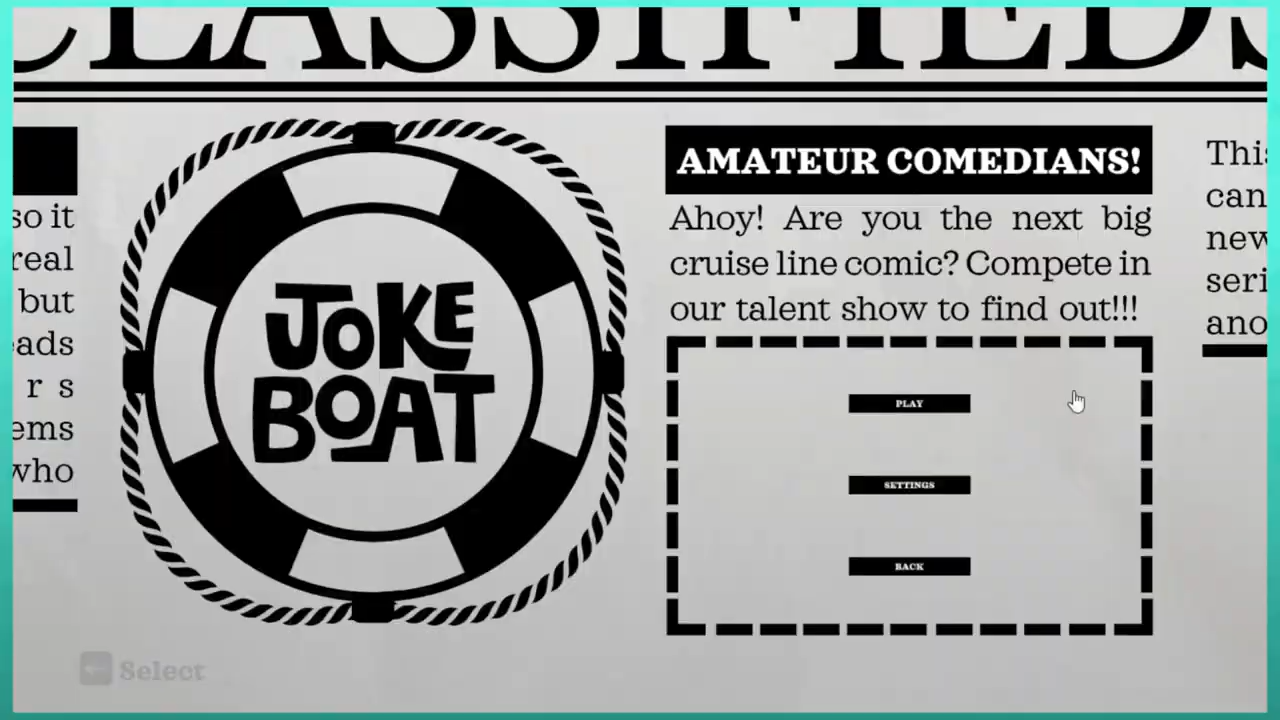 CLASSIFIEDS
so it
real
but
eads
r s
ems
who
JOKE
BOAT
AMATEUR COMEDIANS!
Ahoy! Are you the next big
cruise line comic? Compete in
our talent show to find out!!!
PLAY
SETTINGS
BACK
This
can
new
seri
ano
Select